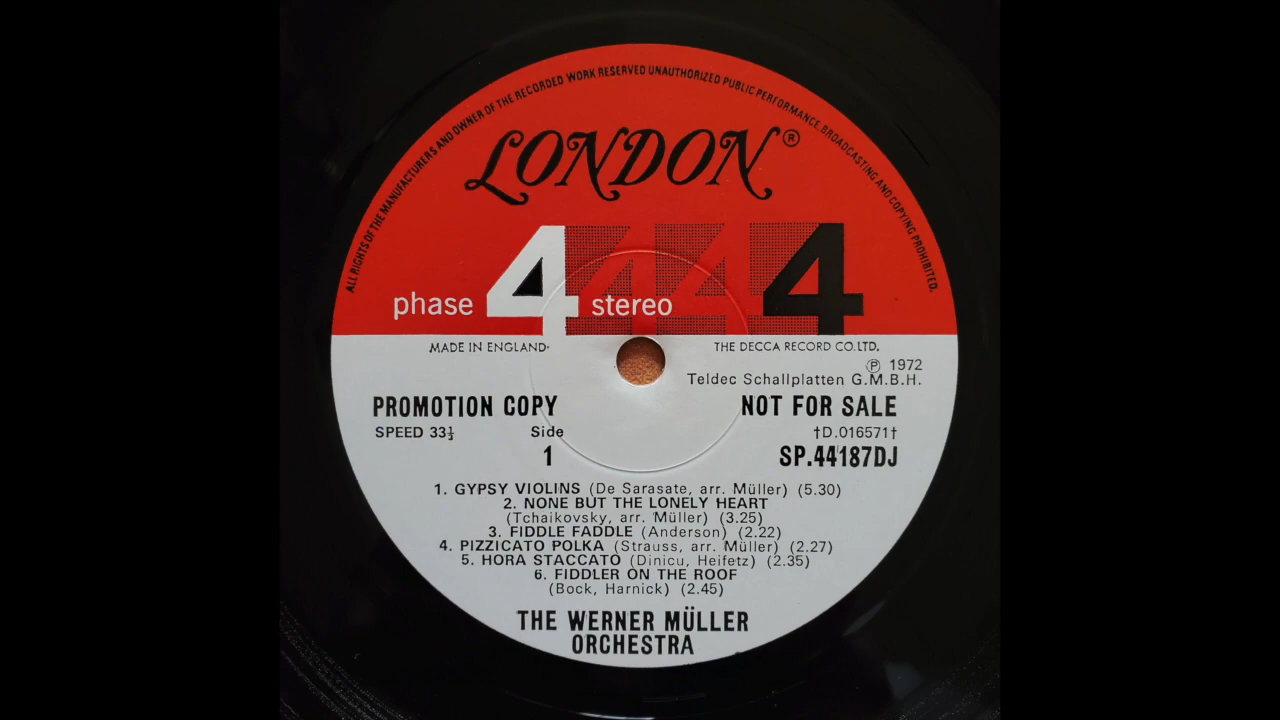 ALL RIGHTS OF THE MANUFACTURERS AND OWNER OF THE RECORDED WORK RESERVED UNAUTHORIZED PUBLIC PERFORMANCE, BROADCASTING AND COPYING PROHIBITED.
LONDON®
4 4 4 4
phase stereo
MADE IN ENGLAND· THE DECCA RECORD CO.LTD.
℗ 1972
Teldec Schallplatten G.M.B.H.
PROMOTION COPY NOT FOR SALE
SPEED 33⅓ Side †D.016571†
1 SP.44187DJ
1. GYPSY VIOLINS (De Sarasate, arr. Müller) (5.30)
2. NONE BUT THE LONELY HEART
(Tchaikovsky, arr. Müller) (3.25)
3. FIDDLE FADDLE (Anderson) (2.22)
4. PIZZICATO POLKA (Strauss, arr. Müller) (2.27)
5. HORA STACCATO (Dinicu, Heifetz) (2.35)
6. FIDDLER ON THE ROOF
(Bock, Harnick) (2.45)
THE WERNER MÜLLER
ORCHESTRA